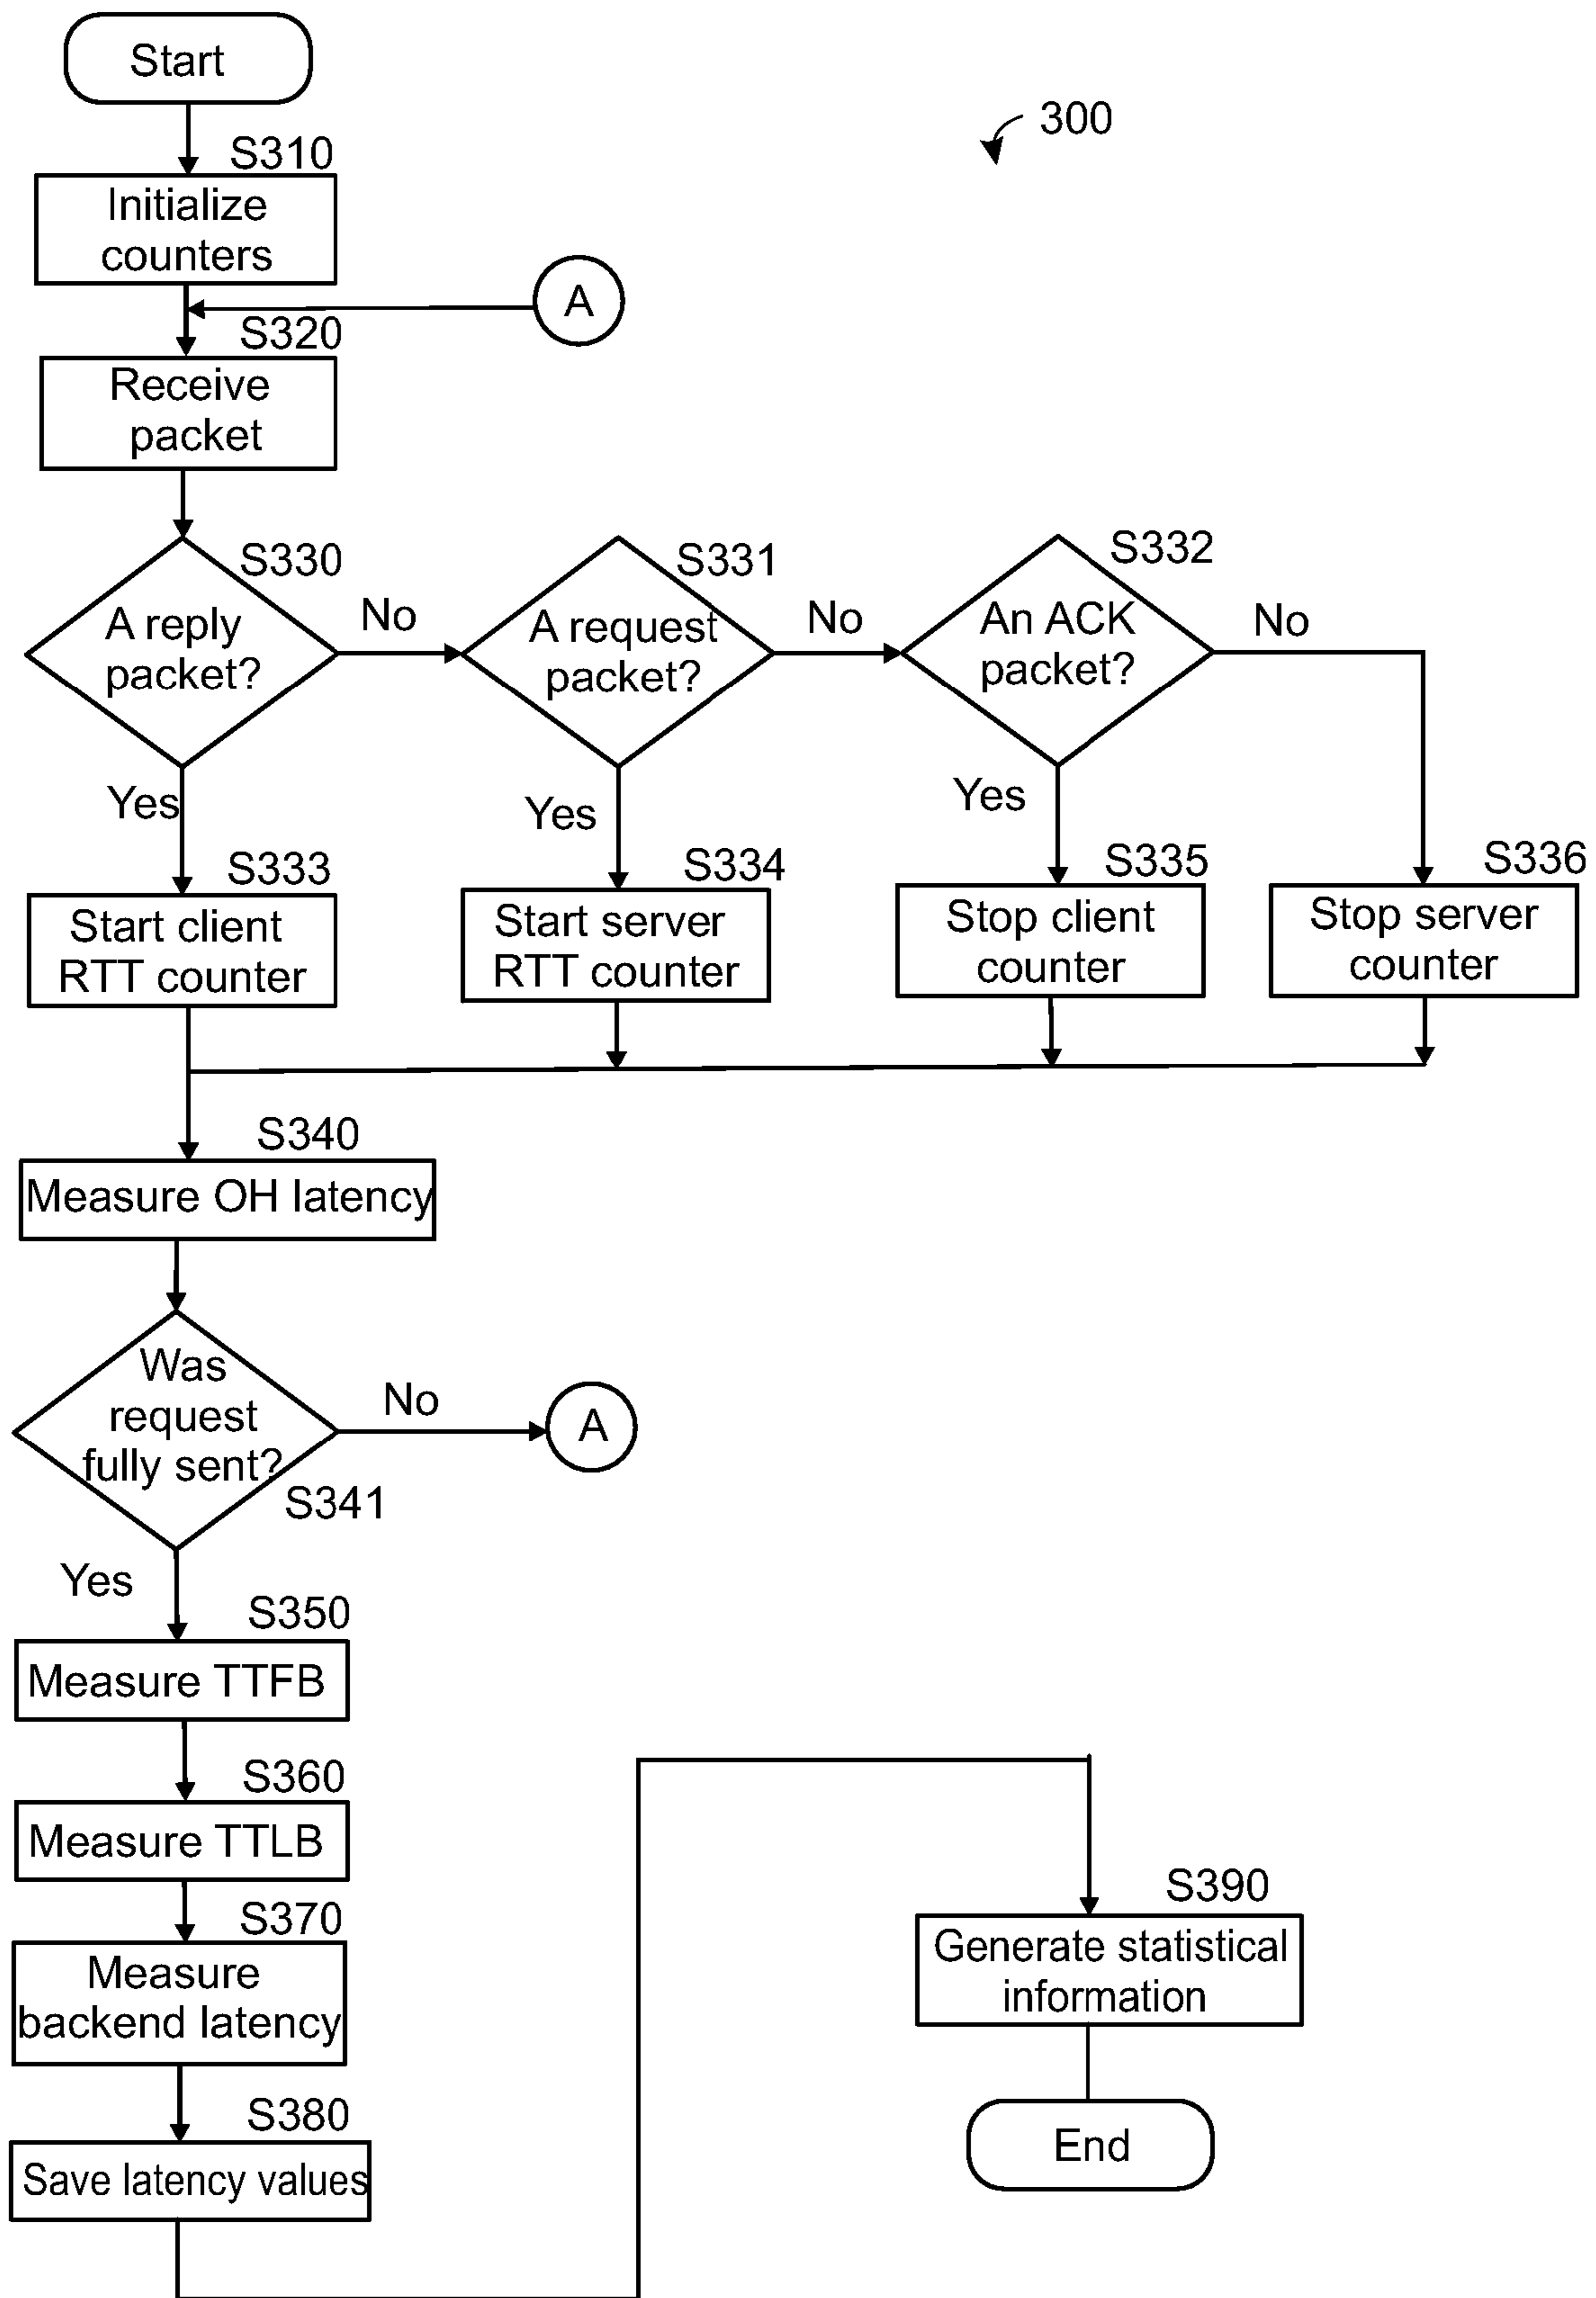 Start
300
S310
Initialize
counters
A
S320
Receive
packet
S330
A reply
packet?
No
S331
A request
packet?
No
S332
An ACK
packet?
No
Yes
Yes
Yes
S333
Start client
RTT counter
S334
Start server
RTT counter
S335
Stop client
counter
S336
Stop server
counter
S340
Measure OH latency
Was
request
fully sent?
No
A
S341
Yes
S350
Measure TTFB
S360
Measure TTLB
S370
Measure
backend latency
S380
Save latency values
S390
Generate statistical
information
End